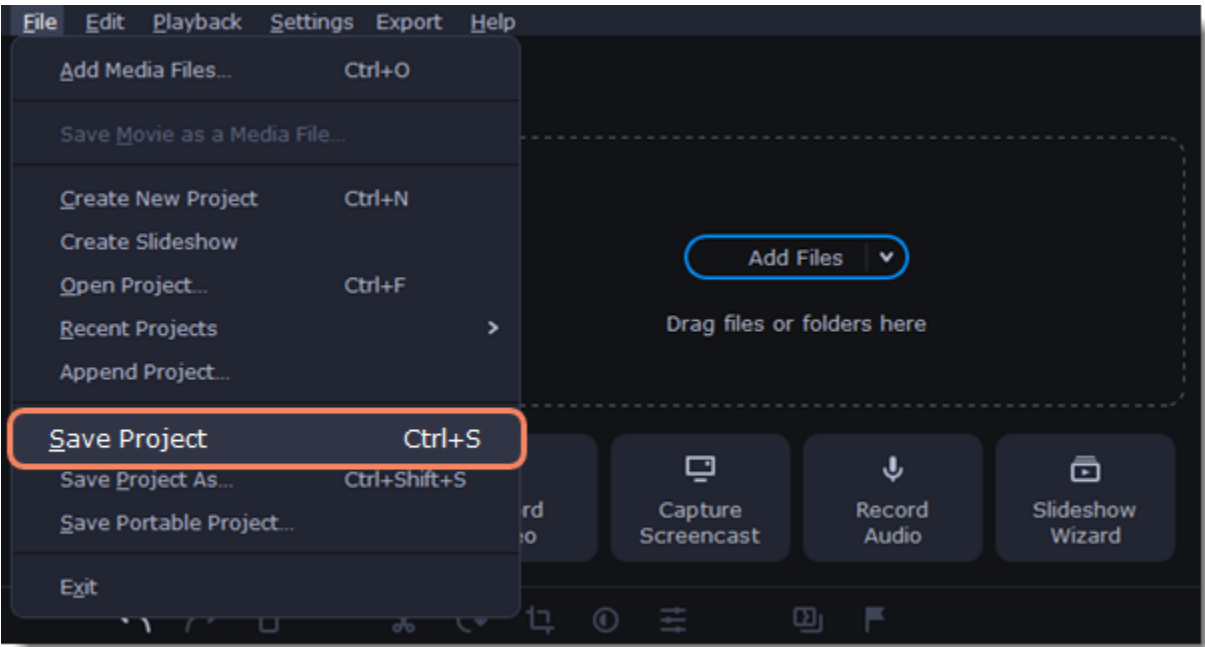 File Edit Playback Settings Export Help
Add Media Files... Ctrl+O
Save Movie as a Media File...
Create New Project Ctrl+N
Create Slideshow
Open Project... Ctrl+F
Recent Projects
Append Project...
Save Project Ctrl+S
Save Project As... Ctrl+Shift+S
Save Portable Project...
Exit
Add Files
Drag files or folders here
Capture
Screencast
Record
Audio
Slideshow
Wizard